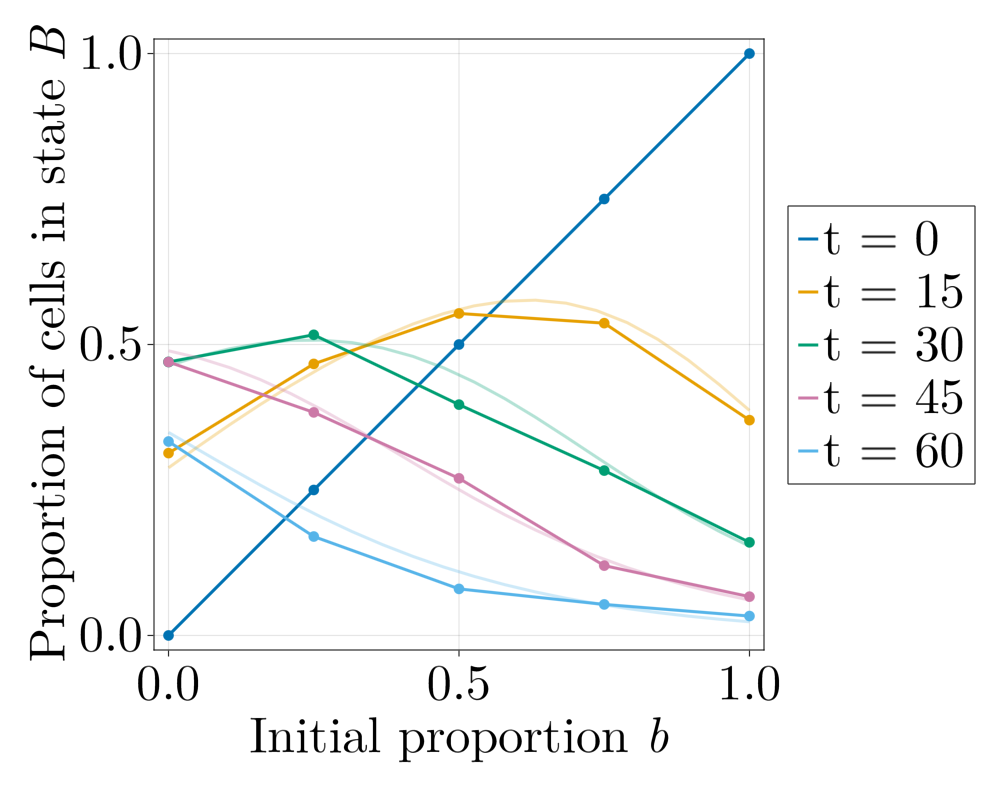 Proportion of cells in state B
1.0
0.5
0.0
0.0 0.5 1.0
Initial proportion b
t = 0
t = 15
t = 30
t = 45
t = 60